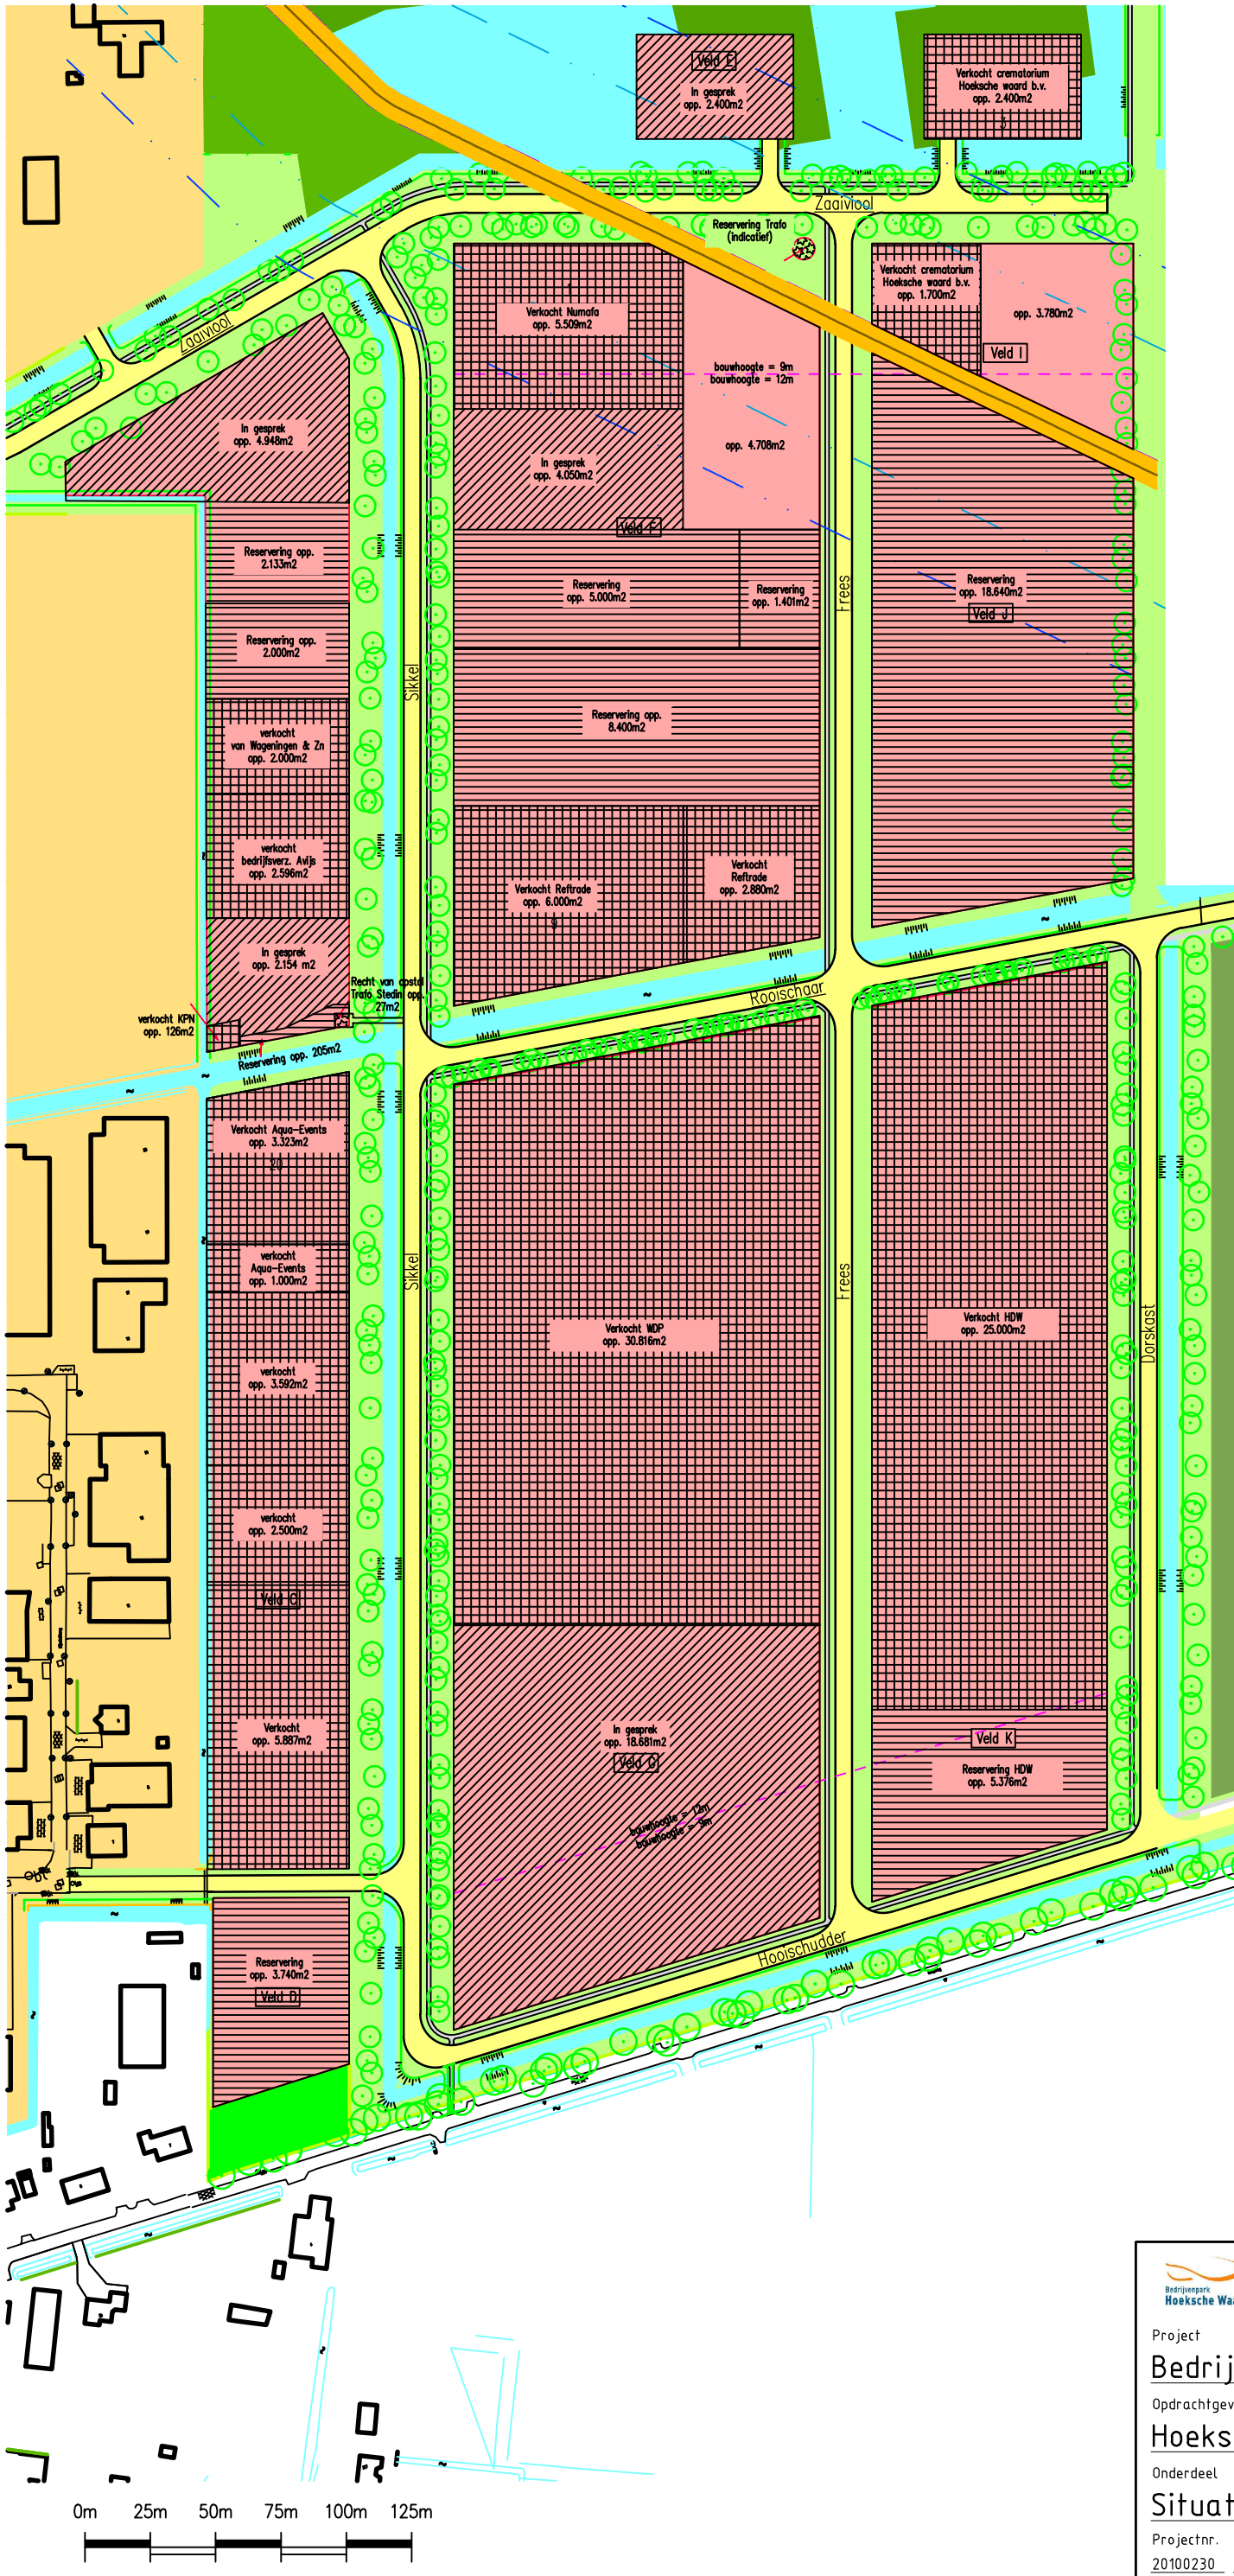 Veld E
In gesprek
opp. 2.400m2
Verkocht crematorium
Hoeksche waard b.v.
opp. 2.400m2
3
Zaaiviool
Reservering Trafo
(indicatief)
Verkocht crematorium
Hoeksche waard b.v.
opp. 1.700m2
opp. 3.780m2
Veld I
Zaaiviool
Verkocht Numafa
opp. 5.509m2
bouwhoogte = 9m
bouwhoogte = 12m
In gesprek
opp. 4.948m2
In gesprek
opp. 4.050m2
opp. 4.708m2
Veld F
Reservering opp.
2.133m2
Reservering
opp. 5.000m2
Reservering
opp. 1.401m2
Frees
Reservering
opp. 18.640m2
Veld J
Reservering opp.
2.000m2
Sikkel
Reservering opp.
8.400m2
verkocht
van Wageningen & Zn
opp. 2.000m2
verkocht
bedrijfsverz. Avijs
opp. 2.596m2
Verkocht Reftrade
opp. 6.000m2
9
Verkocht
Reftrade
opp. 2.880m2
In gesprek
opp. 2.154 m2
Recht van opstal
Trafo Stedin opp.
27m2
Rooischaar
verkocht KPN
opp. 126m2
Reservering opp. 205m2
Verkocht Aqua-Events
opp. 3.323m2
20
verkocht
Aqua-Events
opp. 1.000m2
Sikkel
Frees
Verkocht WDP
opp. 30.816m2
Verkocht HDW
opp. 25.000m2
Dorskast
verkocht
opp. 3.592m2
verkocht
opp. 2.500m2
Veld C
Verkocht
opp. 5.887m2
In gesprek
opp. 18.681m2
Veld G
Veld K
Reservering HDW
opp. 5.376m2
bouwhoogte = 12m
bouwhoogte = 9m
Hooischudder
Reservering
opp. 3.740m2
Veld D
Bedrijvenpark
Hoeksche Waa
Project
Bedrij
Opdrachtgev
Hoeks
Onderdeel
Situat
Projectnr.
20100230
0m 25m 50m 75m 100m 125m